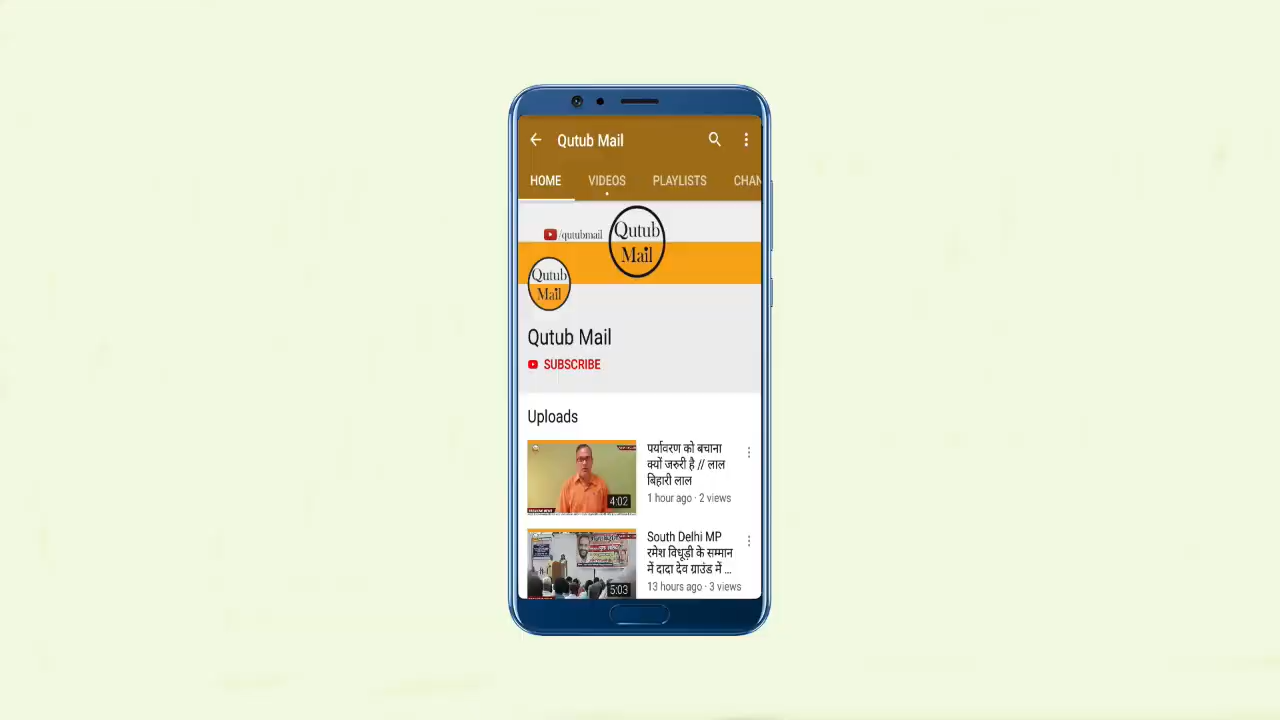 Qutub Mail
HOME VIDEOS PLAYLISTS CHAN
/qutubmail
Qutub
Mail
Qutub
Mail
Qutub Mail
SUBSCRIBE
Uploads
पर्यावरण को बचाना
क्यों जरुरी है // लाल
बिहारी लाल
1 hour ago · 2 views
4:02
South Delhi MP
रमेश विधूड़ी के सम्मान
में दादा देव ग्राउंड में ...
13 hours ago · 3 views
5:03